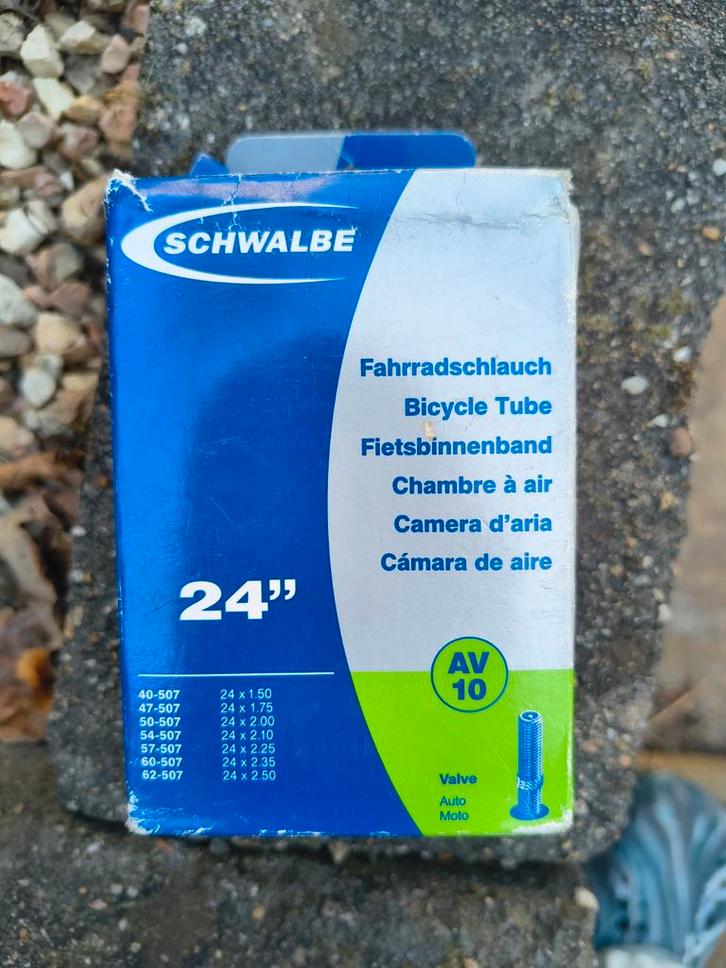 SCHWALBE
Fahrradschlauch
Bicycle Tube
Fietsbinnenband
Chambre à air
Camera d'aria
Cámara de aire
24”
40-507 24 x 1.50
47-507 24 x 1.75
50-507 24 x 2.00
54-507 24 x 2.10
57-507 24 x 2.25
60-507 24 x 2.35
62-507 24 x 2.50
AV
10
Valve
Auto
Moto